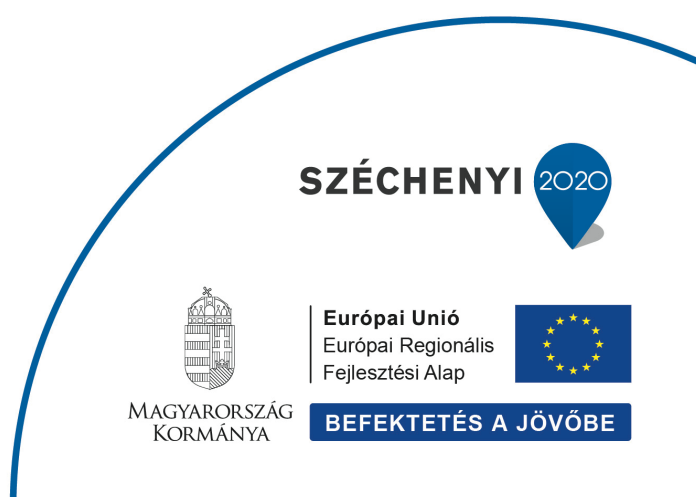 SZÉCHENYI 2020
Európai Unió
Európai Regionális
Fejlesztési Alap
MAGYARORSZÁG
KORMÁNYA
BEFEKTETÉS A JÖVŐBE